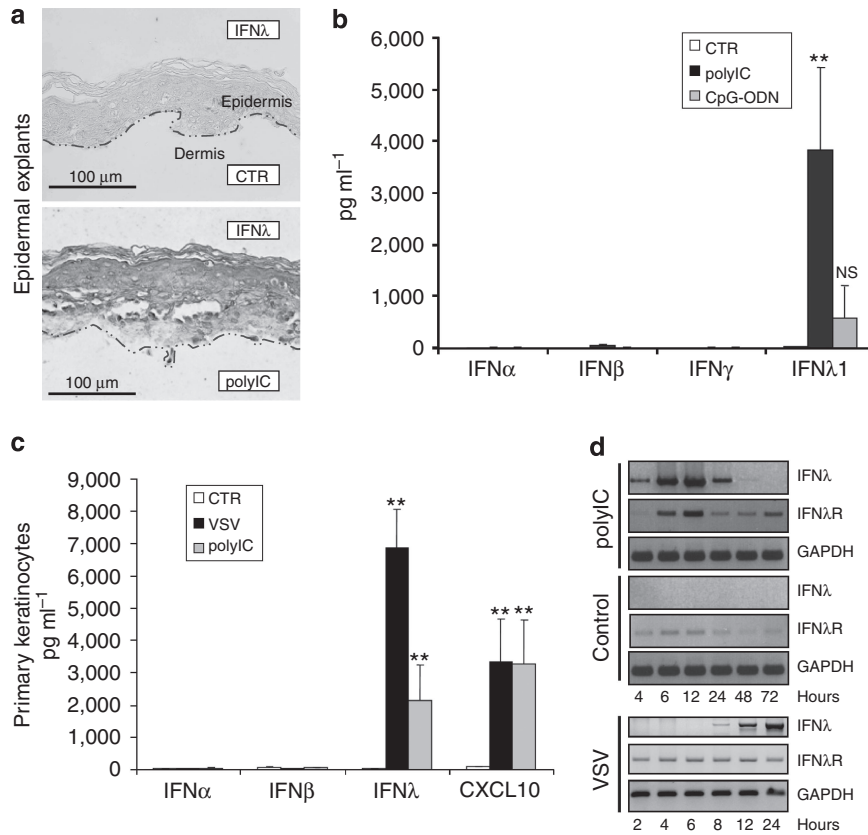 a
IFNλ
Epidermis
Dermis
100 μm
CTR
IFNλ
100 μm
polyIC
Epidermal explants
b
6,000
5,000
4,000
3,000
2,000
1,000
0
pg ml⁻¹
CTR
polyIC
CpG-ODN
**
NS
IFNα IFNβ IFNγ IFNλ1
c
9,000
8,000
7,000
6,000
5,000
4,000
3,000
2,000
1,000
0
Primary keratinocytes
pg ml⁻¹
CTR
VSV
polyIC
**
**
** **
IFNα IFNβ IFNλ CXCL10
d
polyIC
IFNλ
IFNλR
GAPDH
Control
IFNλ
IFNλR
GAPDH
4 6 12 24 48 72 Hours
VSV
IFNλ
IFNλR
GAPDH
2 4 6 8 12 24 Hours